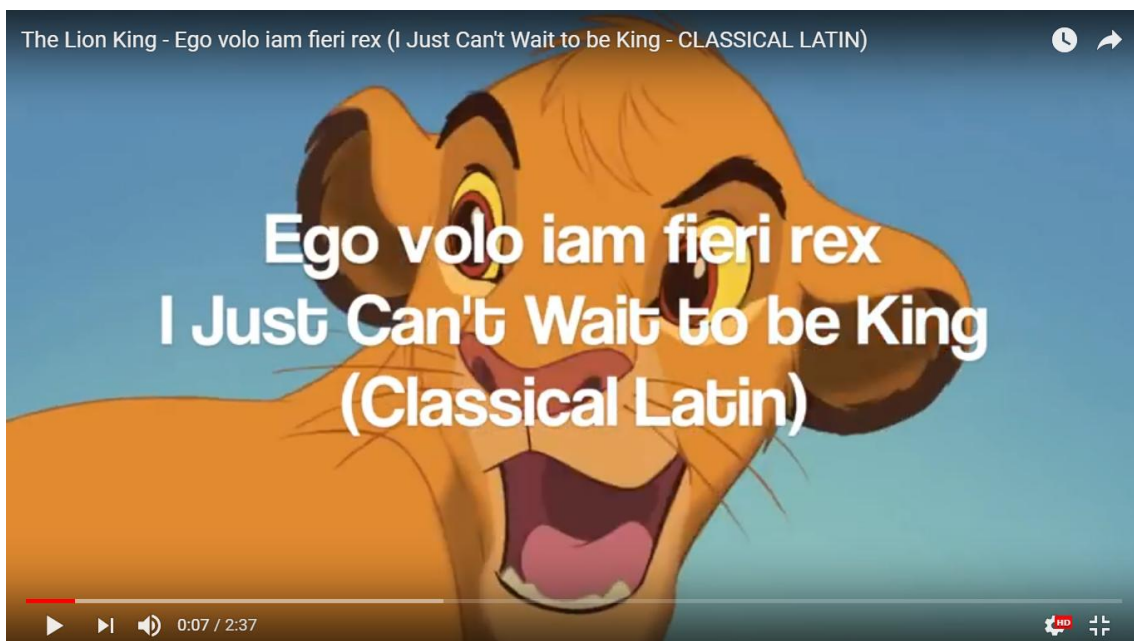 The Lion King - Ego volo iam fieri rex (I Just Can't Wait to be King - CLASSICAL LATIN)
Ego volo iam fieri rex
I Just Can't Wait to be King
(Classical Latin)
0:07 / 2:37
HD